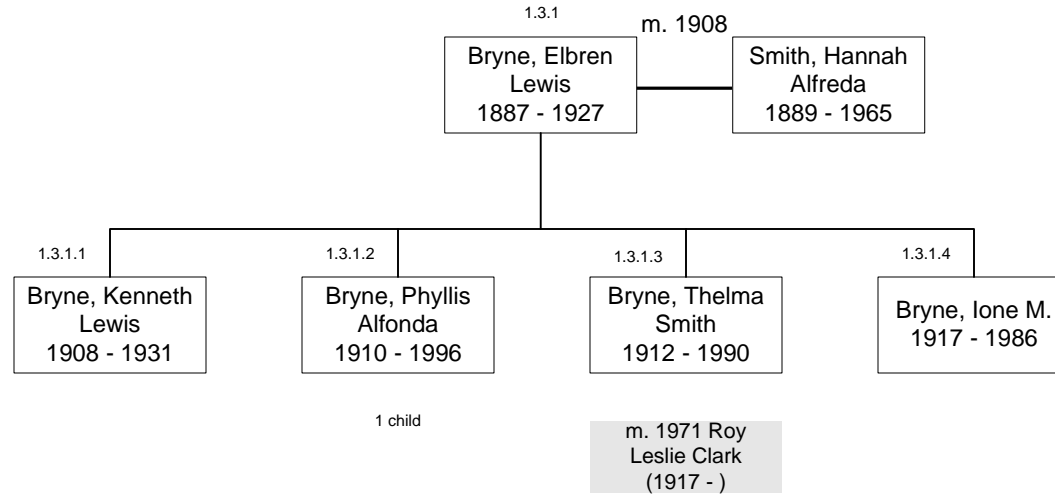 1.3.1
m. 1908
Bryne, Elbren
Lewis
1887 - 1927
Smith, Hannah
Alfreda
1889 - 1965
1.3.1.1
Bryne, Kenneth
Lewis
1908 - 1931
1.3.1.2
Bryne, Phyllis
Alfonda
1910 - 1996
1 child
1.3.1.3
Bryne, Thelma
Smith
1912 - 1990
m. 1971 Roy
Leslie Clark
(1917 - )
1.3.1.4
Bryne, Ione M.
1917 - 1986